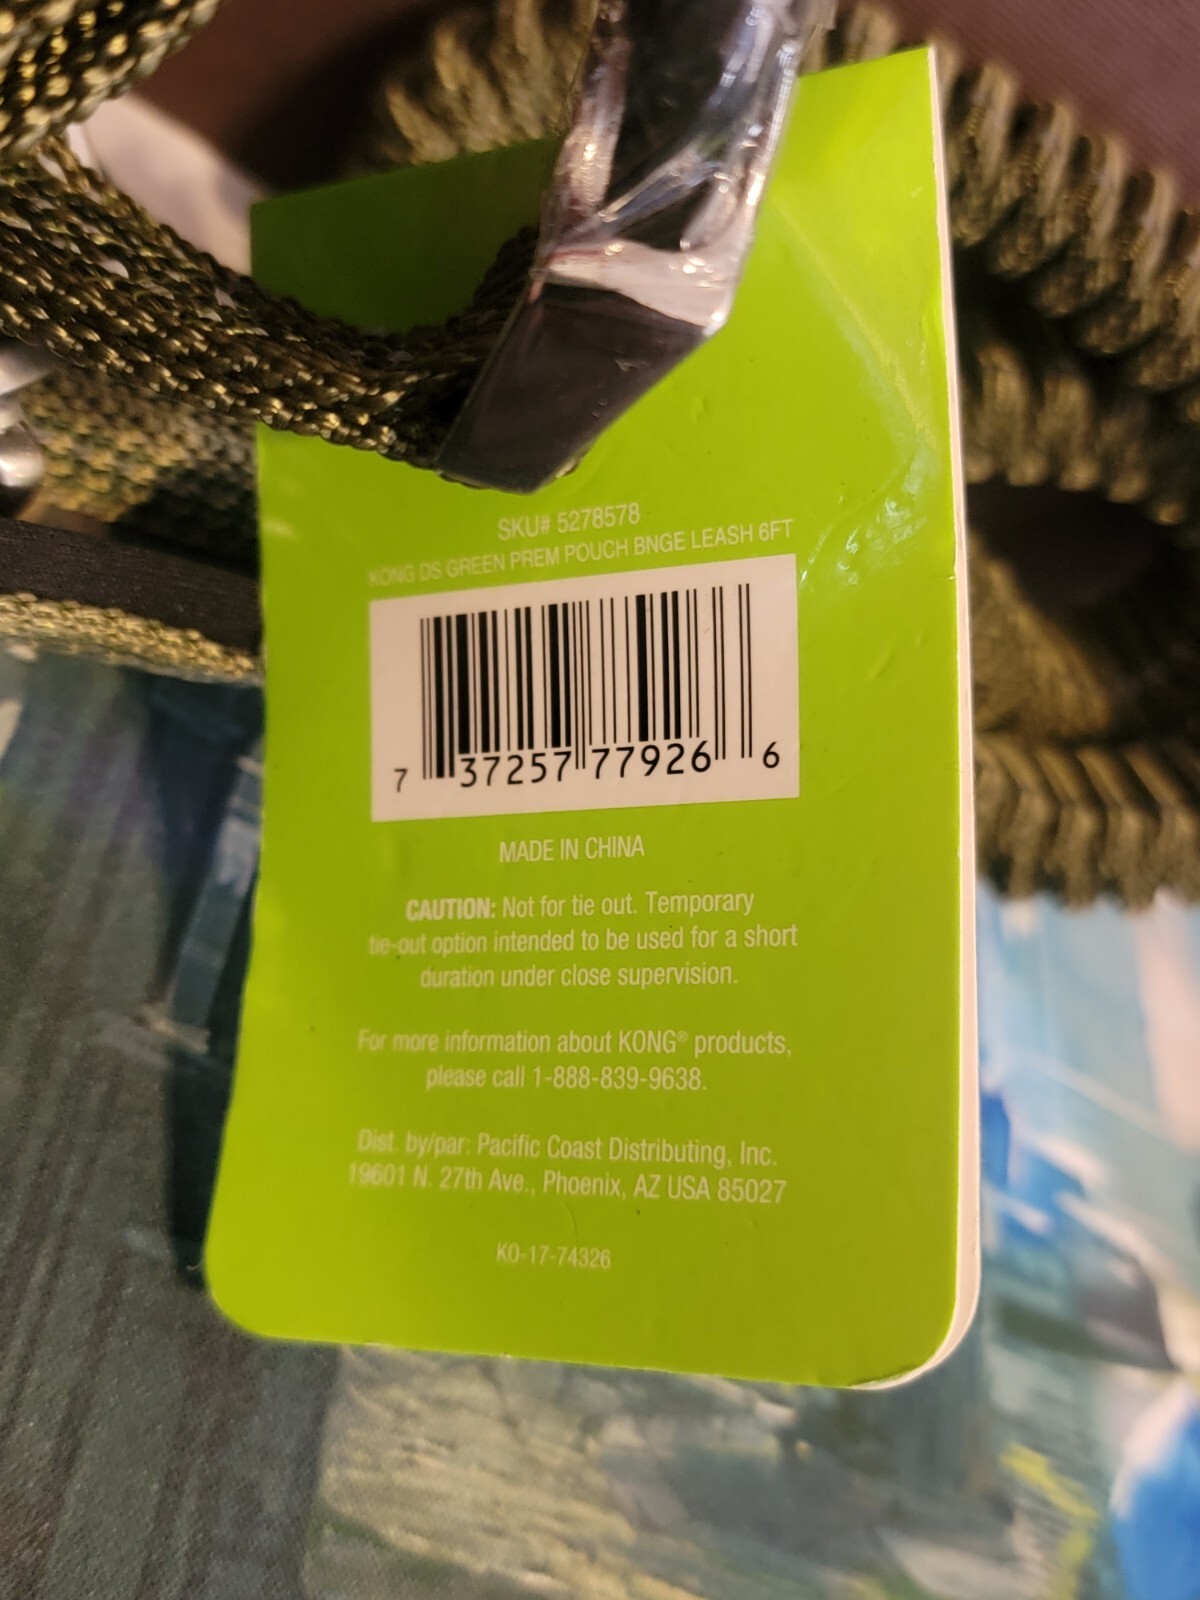 SKU# 5278578
KONG DS GREEN PREM POUCH BNGE LEASH 6FT
7 37257 77926 6
MADE IN CHINA
CAUTION: Not for tie out. Temporary
tie-out option intended to be used for a short
duration under close supervision.
For more information about KONG® products,
please call 1-888-839-9638.
Dist. by/par: Pacific Coast Distributing, Inc.
19601 N. 27th Ave., Phoenix, AZ USA 85027
KO-17-74326